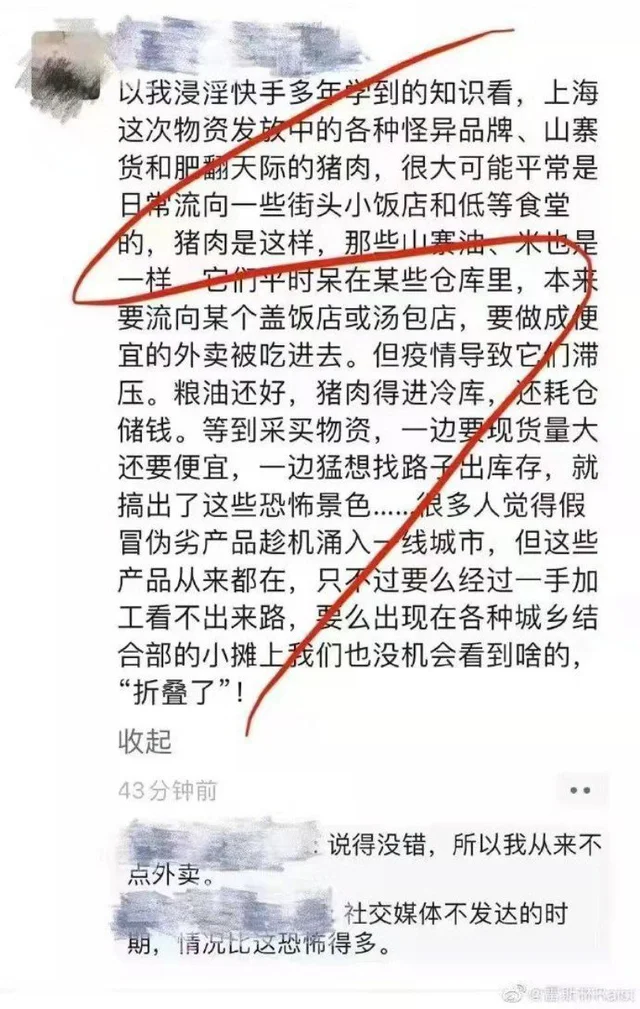 以我浸淫快手多年学到的知识看，上海
这次物资发放中的各种怪异品牌、山寨
货和肥翻天际的猪肉，很大可能平常是
日常流向一些街头小饭店和低等食堂
的，猪肉是这样，那些山寨油、米也是
一样，它们平时呆在某些仓库里，本来
要流向某个盖饭店或汤包店，要做成便
宜的外卖被吃进去。但疫情导致它们滞
压。粮油还好，猪肉得进冷库，还耗仓
储钱。等到采买物资，一边要现货量大
还要便宜，一边猛想找路子出库存，就
搞出了这些恐怖景色……很多人觉得假
冒伪劣产品趁机涌入一线城市，但这些
产品从来都在，只不过要么经过一手加
工看不出来路，要么出现在各种城乡结
合部的小摊上我们也没机会看到啥的，
“折叠了”！
收起
43分钟前
：说得没错，所以我从来不
点外卖。
社交媒体不发达的时
期，情况比这恐怖得多。